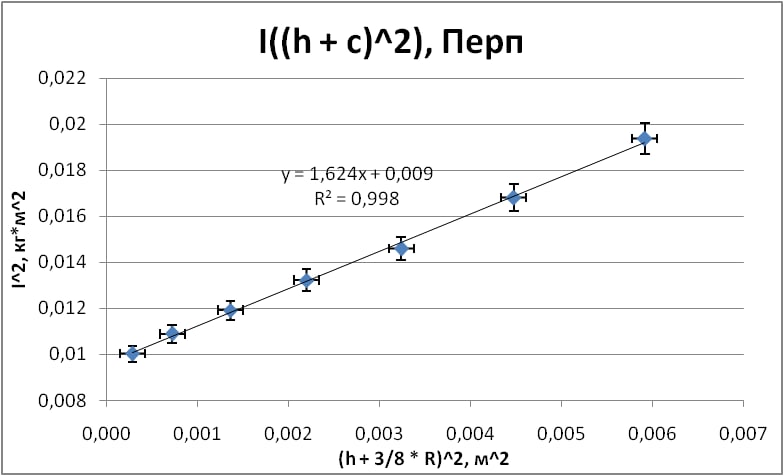 I((h + c)^2), Перп
I^2, кг*м^2
0,022
0,02
0,018
0,016
0,014
0,012
0,01
0,008
y = 1,624x + 0,009
R² = 0,998
0,000 0,001 0,002 0,003 0,004 0,005 0,006 0,007
(h + 3/8 * R)^2, м^2